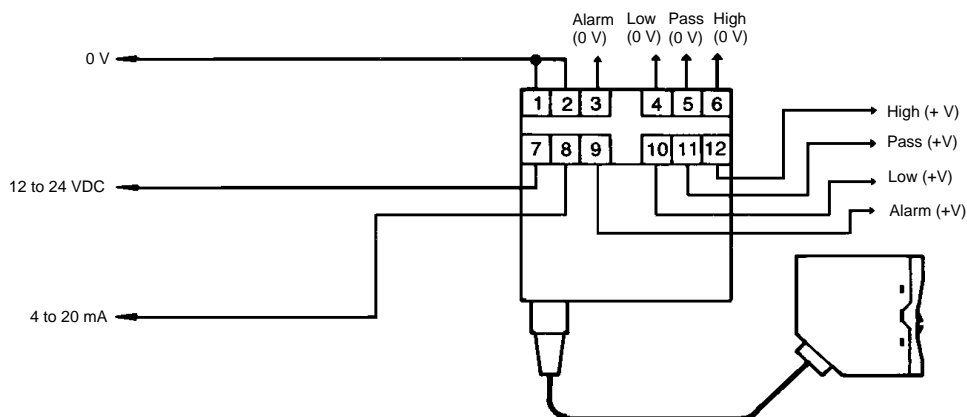 Alarm
(0 V)
Low
(0 V)
Pass
(0 V)
High
(0 V)
0 V
1 2 3 4 5 6
High (+ V)
7 8 9 10 11 12
Pass (+V)
12 to 24 VDC
Low (+V)
Alarm (+V)
4 to 20 mA